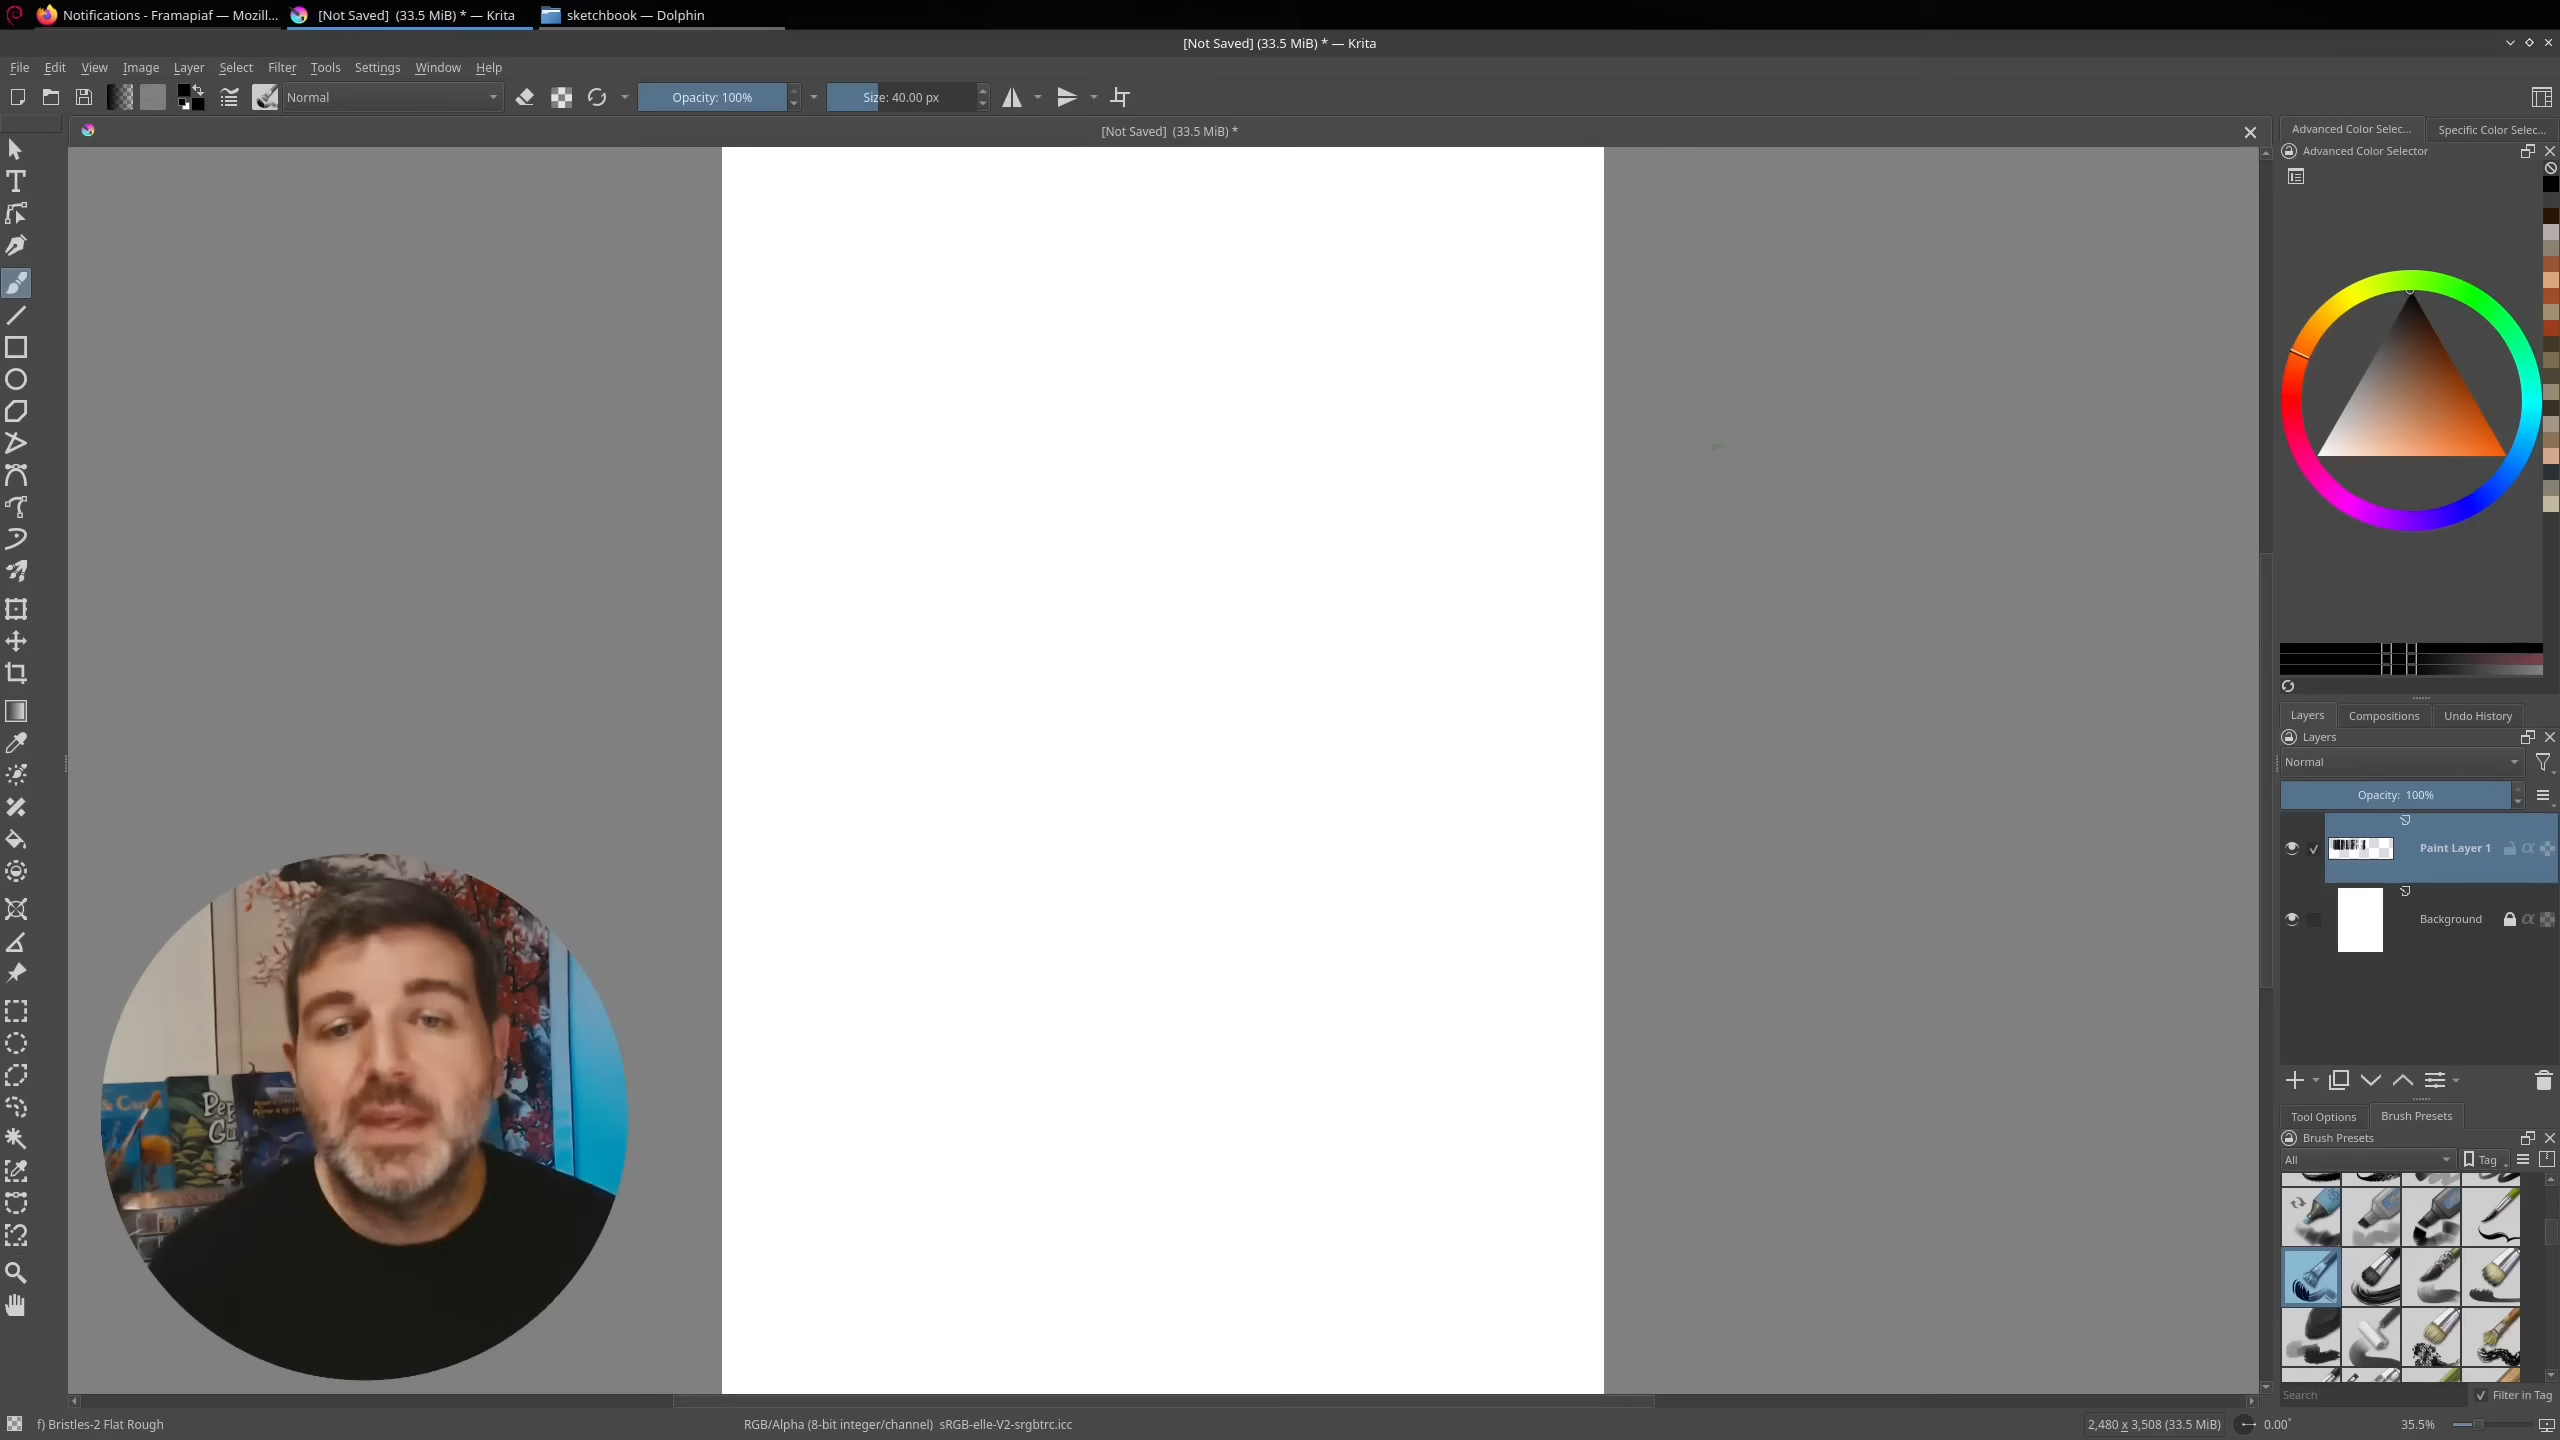 Notifications - Framapiaf — Mozill...
[Not Saved] (33.5 MiB) * — Krita
sketchbook — Dolphin
[Not Saved] (33.5 MiB) * — Krita
File Edit View Image Layer Select Filter Tools Settings Window Help
Normal
Opacity: 100%
Size: 40.00 px
[Not Saved] (33.5 MiB) *
Advanced Color Selec...
Specific Color Selec...
Advanced Color Selector
Layers
Compositions
Undo History
Layers
Normal
Opacity: 100%
Paint Layer 1
Background
Tool Options
Brush Presets
Brush Presets
All
Tag
Search
Filter in Tag
f) Bristles-2 Flat Rough
RGB/Alpha (8-bit integer/channel) sRGB-elle-V2-srgbtrc.icc
2,480 x 3,508 (33.5 MiB)
0.00°
35.5%